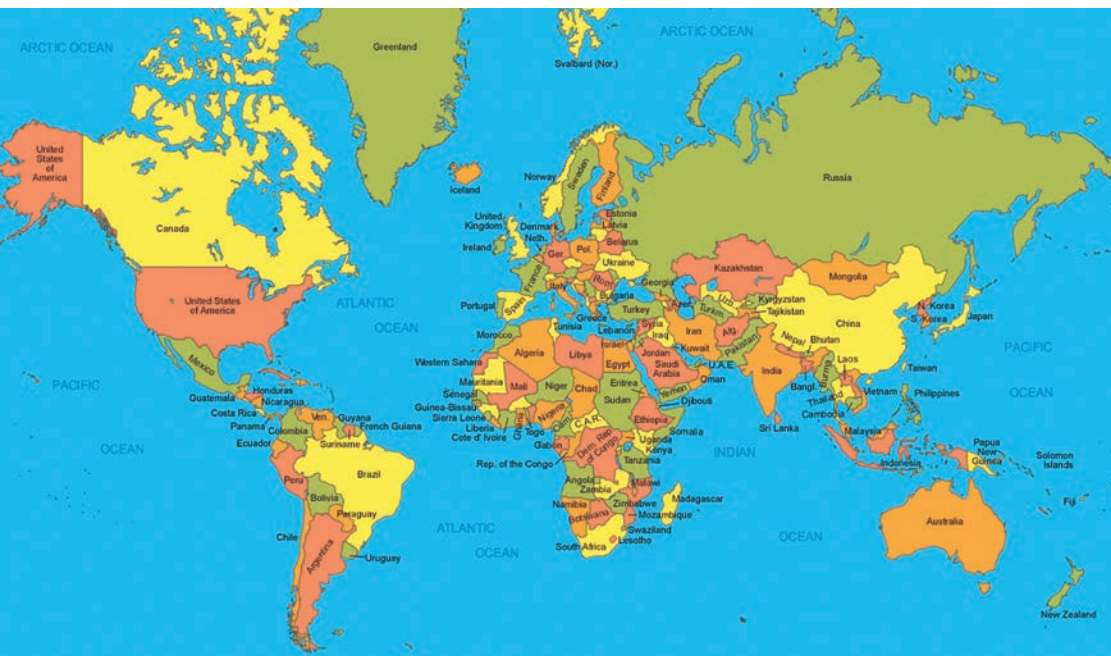 ARCTIC OCEAN
Greenland
Svalbard (Nor.)
ARCTIC OCEAN
United
States
of
America
Canada
Iceland
Norway
Sweden
Finland
Russia
United
Kingdom
Ireland
Denmark
Neth.
Estonia
Latvia
Belarus
Ger.
Pol.
Ukraine
Kazakhstan
Mongolia
United States
of America
ATLANTIC
OCEAN
Portugal
Spain
France
Italy
Rom.
Bulgaria
Georgia
Azer.
Uzb.
Turkm.
Kyrgyzstan
Tajikistan
China
N. Korea
S. Korea
Japan
Morocco
Tunisia
Greece
Turkey
Lebanon
Syria
Iraq
Iran
Afg.
Pakistan
Nepal
Bhutan
Israel
Jordan
Kuwait
PACIFIC
OCEAN
Mexico
Western Sahara
Algeria
Libya
Egypt
Saudi
Arabia
U.A.E.
Oman
Yemen
India
Bangl.
Burma
Laos
Taiwan
PACIFIC
OCEAN
Guatemala
Honduras
Nicaragua
Costa Rica
Panama
Mauritania
Mali
Niger
Chad
Sudan
Eritrea
Djibouti
Thailand
Vietnam
Cambodia
Philippines
Sénégal
Guinea-Bissau
Sierra Leone
Liberia
Cote d' Ivoire
Ghana
Togo
Nigeria
Cam.
C.A.R.
Ethiopia
Somalia
Sri Lanka
Ven.
Guyana
French Guiana
Suriname
Colombia
Ecuador
Gabon
Rep. of the Congo
Dem. Rep
of Congo
Uganda
Kenya
Tanzania
INDIAN
OCEAN
Malaysia
Indonesia
Papua
New
Guinea
Solomon
Islands
Peru
Brazil
Bolivia
Paraguay
Chile
Argentina
Uruguay
ATLANTIC
OCEAN
Angola
Zambia
Malawi
Zimbabwe
Mozambique
Madagascar
Namibia
Botswana
Swaziland
Lesotho
South Africa
Australia
Fiji
New Zealand